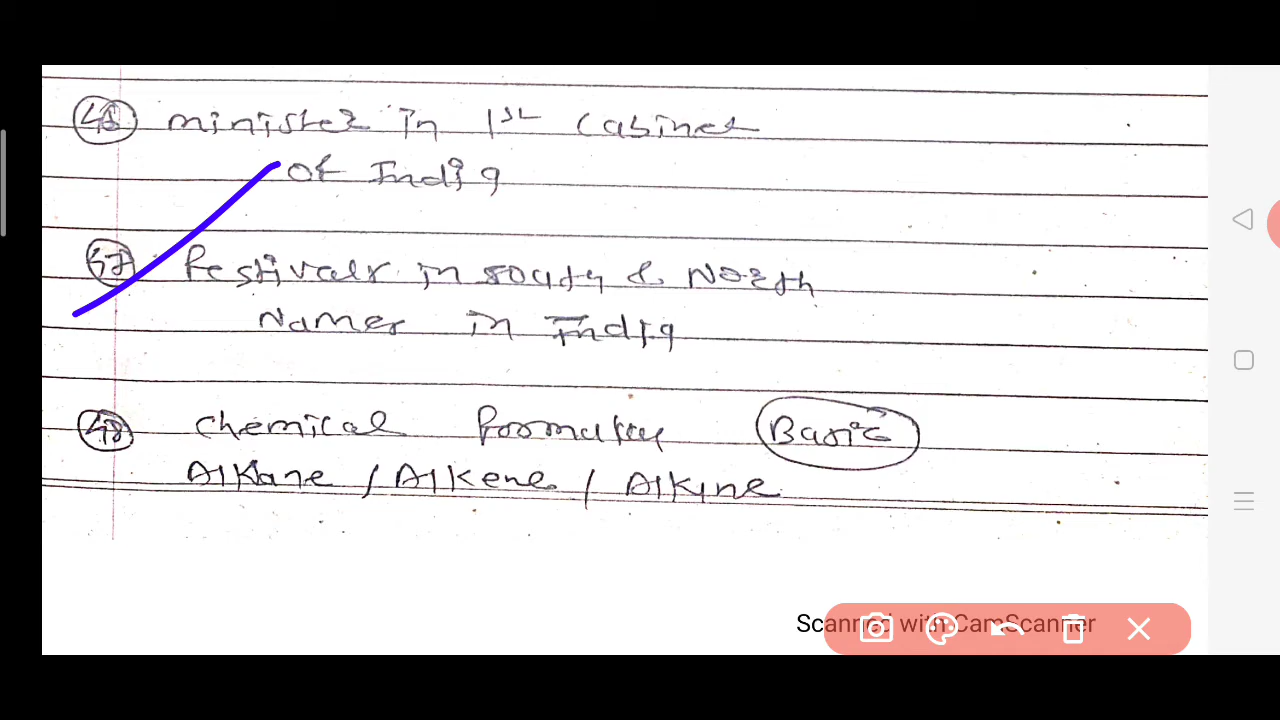 46 minister in 1st Cabinet
of India
47 Festivals in South & North
Names in India
48 Chemical Formulas Basic
Alkane / Alkene / Alkine
Scanned with CamScanner